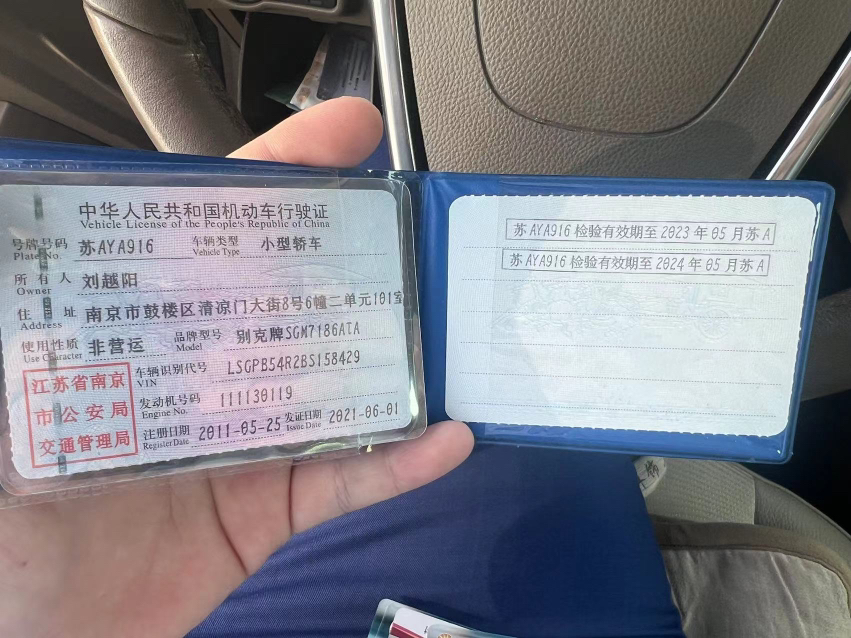 中华人民共和国机动车行驶证
Vehicle License of the People's Republic of China
号牌号码 苏AYA916 车辆类型 小型轿车
Plate No. Vehicle Type
所有人 刘越阳
Owner
住址 南京市鼓楼区清凉门大街8号6幢二单元101室
Address
使用性质 非营运 品牌型号 别克牌SGM7186ATA
Use Character Model
车辆识别代号 LSGPB54R2BS158429
VIN
发动机号码 111130119
Engine No.
注册日期 2011-05-25 发证日期 2021-06-01
Register Date Issue Date
江苏省南京
市公安局
交通管理局
苏AYA916检验有效期至2023年05月苏A
苏AYA916检验有效期至2024年05月苏A